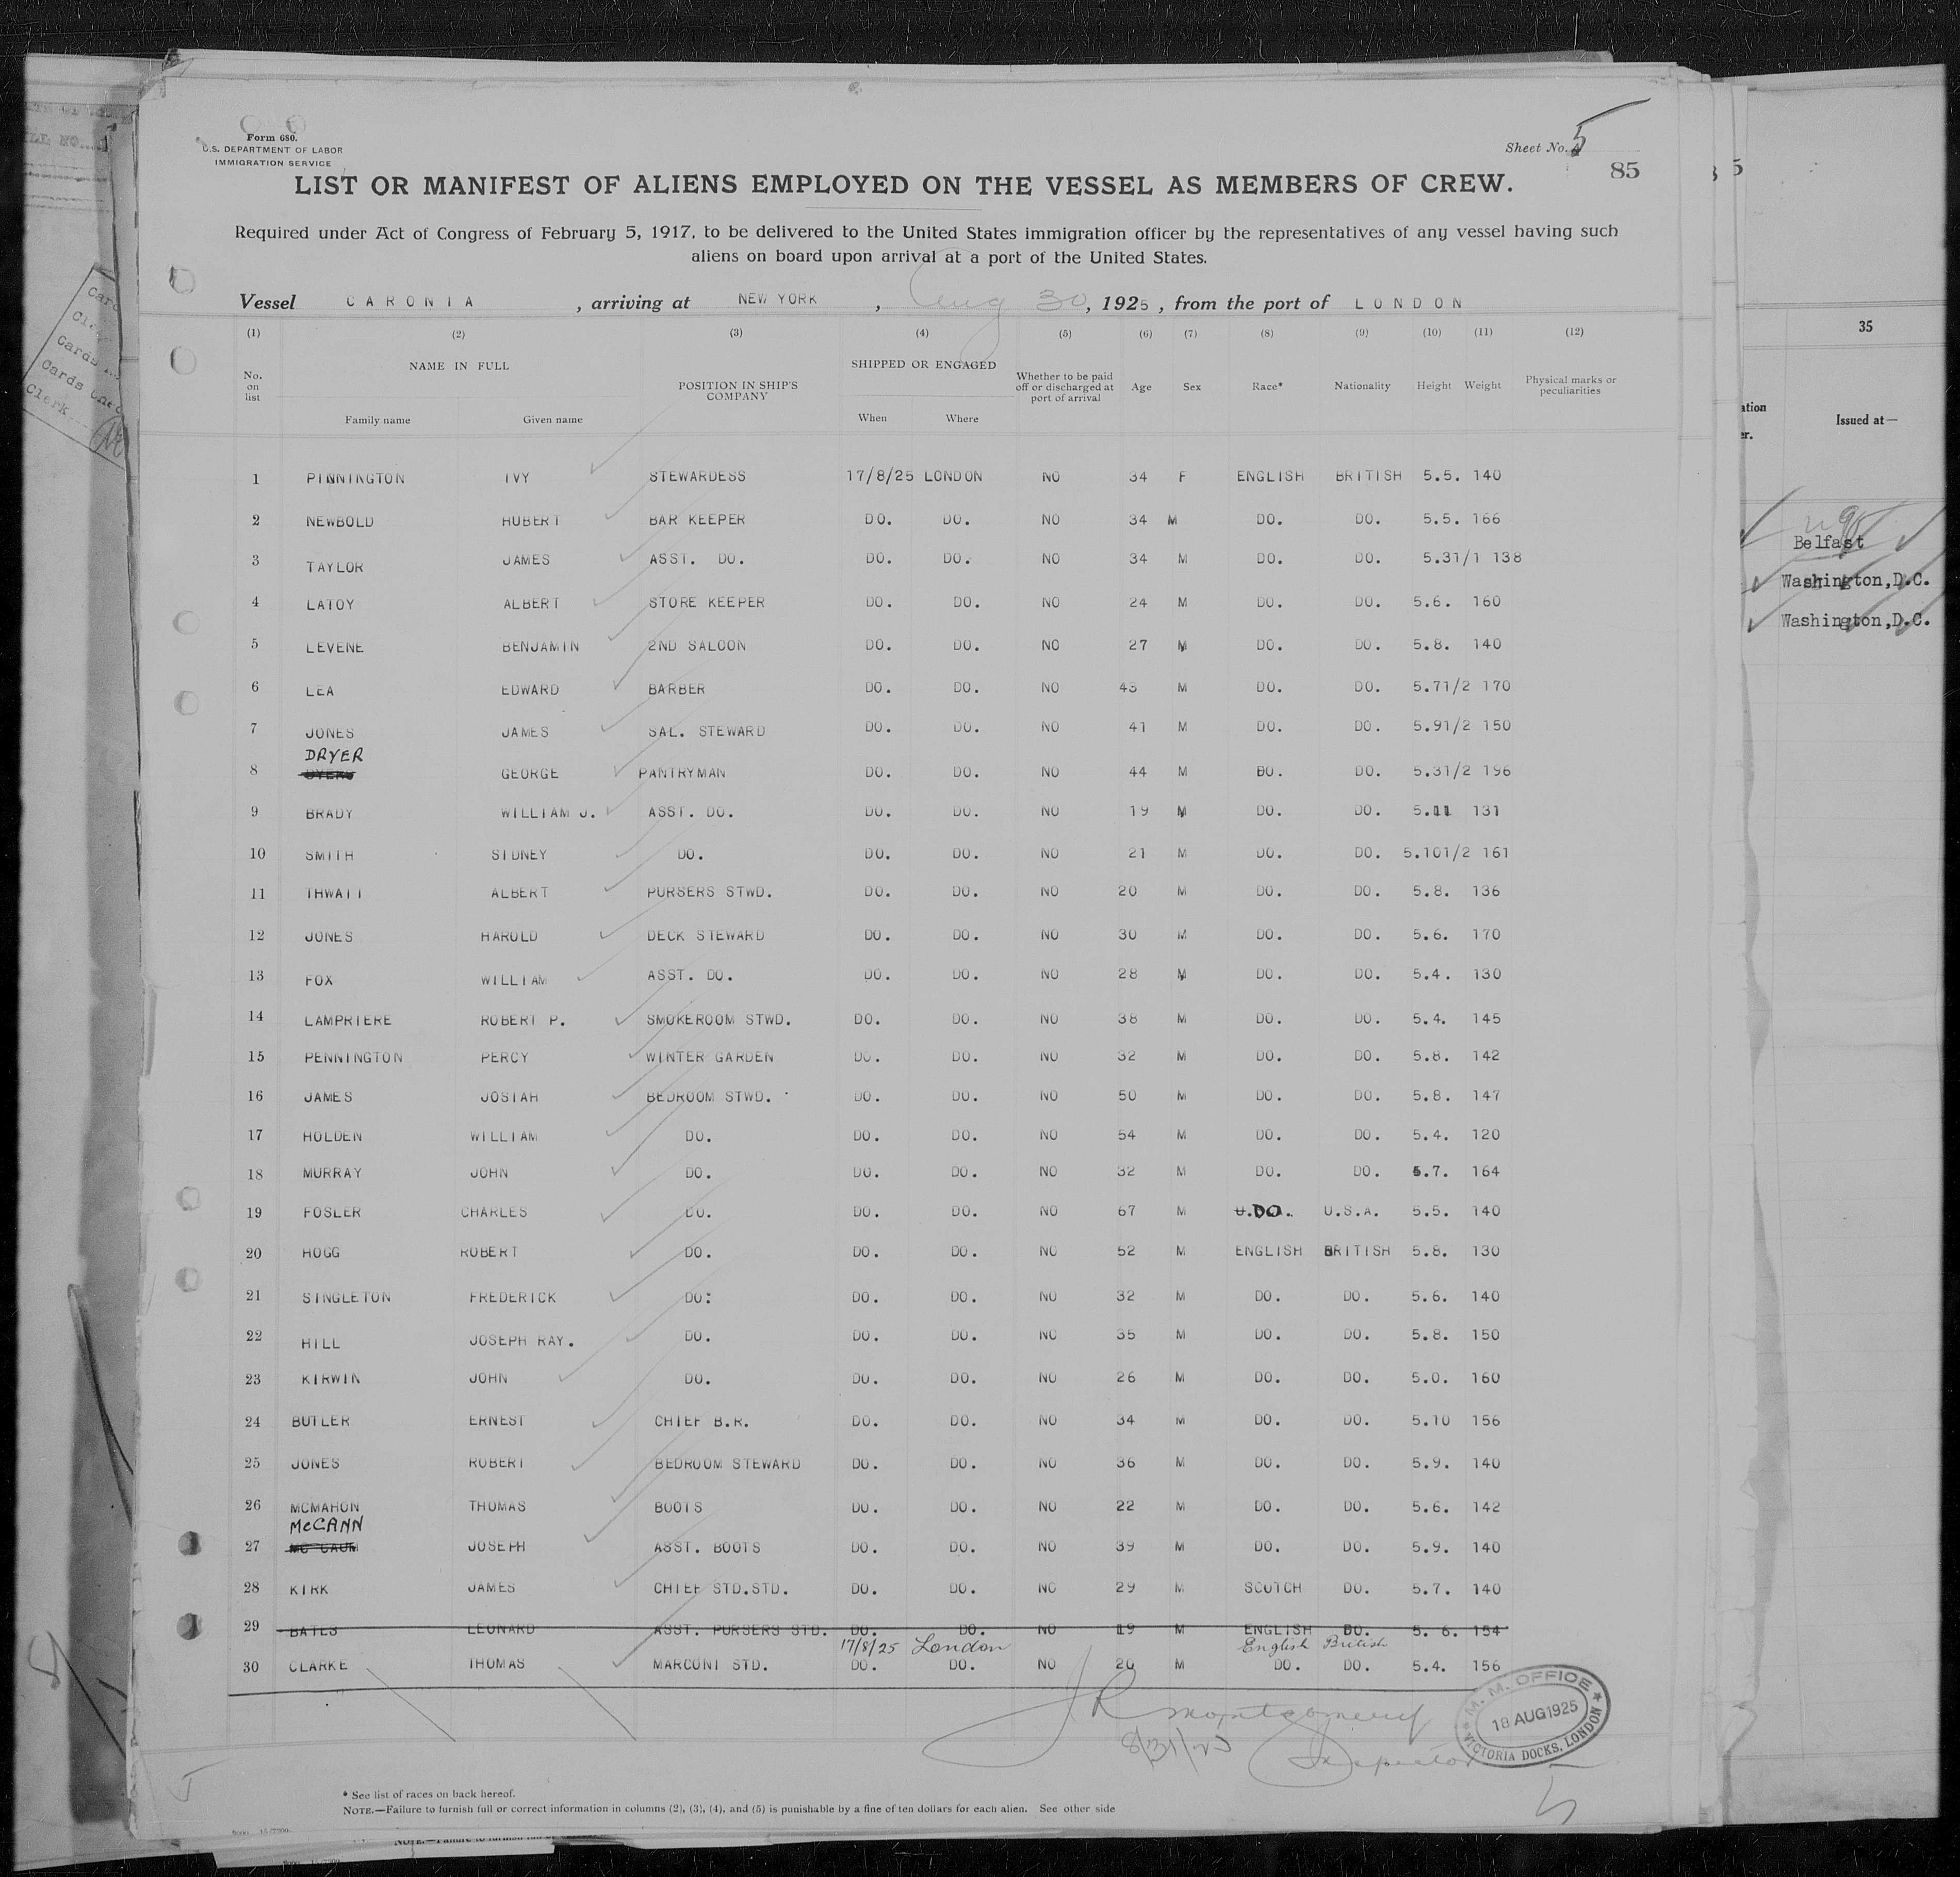 Form 680.
U.S. DEPARTMENT OF LABOR
IMMIGRATION SERVICE
Sheet No. 5
85
LIST OR MANIFEST OF ALIENS EMPLOYED ON THE VESSEL AS MEMBERS OF CREW.
Required under Act of Congress of February 5, 1917, to be delivered to the United States immigration officer by the representatives of any vessel having such
aliens on board upon arrival at a port of the United States.
Vessel CARONIA, arriving at NEW YORK, Aug 30, 1925, from the port of LONDON
(1) (2) (3) (4) (5) (6) (7) (8) (9) (10) (11) (12)
No. on list NAME IN FULL POSITION IN SHIP'S COMPANY SHIPPED OR ENGAGED Whether to be paid off or discharged at port of arrival Age Sex Race* Nationality Height Weight Physical marks or peculiarities
Family name Given name When Where
1 PINNINGTON IVY STEWARDESS 17/8/25 LONDON NO 34 F ENGLISH BRITISH 5.5. 140
2 NEWBOLD HUBERT BAR KEEPER DO. DO. NO 34 M DO. DO. 5.5. 166
3 TAYLOR JAMES ASST. DO. DO. DO. NO 34 M DO. DO. 5.31/1 138
4 LATOY ALBERT STORE KEEPER DO. DO. NO 24 M DO. DO. 5.6. 160
5 LEVENE BENJAMIN 2ND SALOON DO. DO. NO 27 M DO. DO. 5.8. 140
6 LEA EDWARD BARBER DO. DO. NO 43 M DO. DO. 5.71/2 170
7 JONES JAMES SAL. STEWARD DO. DO. NO 41 M DO. DO. 5.91/2 150
DRYER
8 GEORGE PANTRYMAN DO. DO. NO 44 M DO. DO. 5.31/2 196
9 BRADY WILLIAM J. ASST. DO. DO. DO. NO 19 M DO. DO. 5.11 131
10 SMITH SIDNEY DO. DO. DO. NO 21 M DO. DO. 5.101/2 161
11 THWAIT ALBERT PURSERS STWD. DO. DO. NO 20 M DO. DO. 5.8. 136
12 JONES HAROLD DECK STEWARD DO. DO. NO 30 M DO. DO. 5.6. 170
13 FOX WILLIAM ASST. DO. DO. DO. NO 28 M DO. DO. 5.4. 130
14 LAMPRIERE ROBERT P. SMOKEROOM STWD. DO. DO. NO 38 M DO. DO. 5.4. 145
15 PENNINGTON PERCY WINTER GARDEN DO. DO. NO 32 M DO. DO. 5.8. 142
16 JAMES JOSIAH BEDROOM STWD. DO. DO. NO 50 M DO. DO. 5.8. 147
17 HOLDEN WILLIAM DO. DO. DO. NO 54 M DO. DO. 5.4. 120
18 MURRAY JOHN DO. DO. DO. NO 32 M DO. DO. 5.7. 164
19 FOSLER CHARLES DO. DO. DO. NO 67 M DO. U.S.A. 5.5. 140
20 HOGG ROBERT DO. DO. DO. NO 52 M ENGLISH BRITISH 5.8. 130
21 SINGLETON FREDERICK DO: DO. DO. NO 32 M DO. DO. 5.6. 140
22 HILL JOSEPH RAY. DO. DO. DO. NO 35 M DO. DO. 5.8. 150
23 KIRWIN JOHN DO. DO. DO. NO 26 M DO. DO. 5.0. 160
24 BUTLER ERNEST CHIEF B.R. DO. DO. NO 34 M DO. DO. 5.10 156
25 JONES ROBERT BEDROOM STEWARD DO. DO. NO 36 M DO. DO. 5.9. 140
26 MCMAHON THOMAS BOOTS DO. DO. NO 22 M DO. DO. 5.6. 142
McCANN
27 JOSEPH ASST. BOOTS DO. DO. NO 39 M DO. DO. 5.9. 140
28 KIRK JAMES CHIEF STD.STD. DO. DO. NO 29 M SCOTCH DO. 5.7. 140
29 BATES LEONARD ASST. PURSERS STD. DO. DO. NO 19 M ENGLISH DO. 5. 6. 154
17/8/25 London English British
30 CLARKE THOMAS MARCONI STD. DO. DO. NO 20 M DO. DO. 5.4. 156
J R Montgomery
8/31/25 Inspector
M. M. OFFICE
18 AUG 1925
VICTORIA DOCKS, LONDON
5
* See list of races on back hereof.
NOTE.—Failure to furnish full or correct information in columns (2), (3), (4), and (5) is punishable by a fine of ten dollars for each alien. See other side
35
Issued at—
Belfast
Washington,D.C.
Washington,D.C.
Cards
Clerk